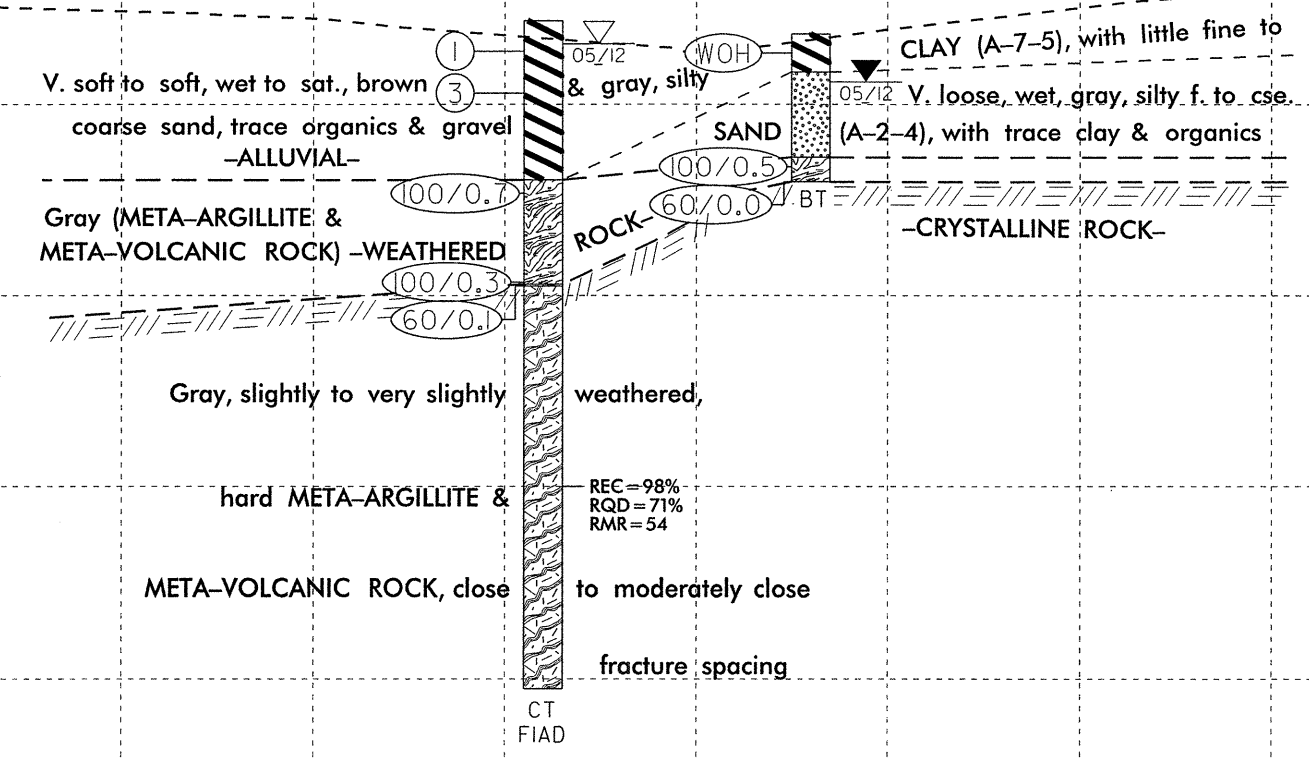 1
05/12
WOH
CLAY (A-7-5), with little fine to
V. soft to soft, wet to sat., brown
3
& gray, silty
05/12
V. loose, wet, gray, silty f. to cse.
coarse sand, trace organics & gravel
SAND
(A-2-4), with trace clay & organics
-ALLUVIAL-
100/0.5
100/0.7
60/0.0
BT
Gray (META-ARGILLITE &
ROCK-
-CRYSTALLINE ROCK-
META-VOLCANIC ROCK) -WEATHERED
100/0.3
60/0.1
Gray, slightly to very slightly weathered,
hard META-ARGILLITE &
REC=98%
RQD=71%
RMR=54
META-VOLCANIC ROCK, close to moderately close
fracture spacing
CT
FIAD